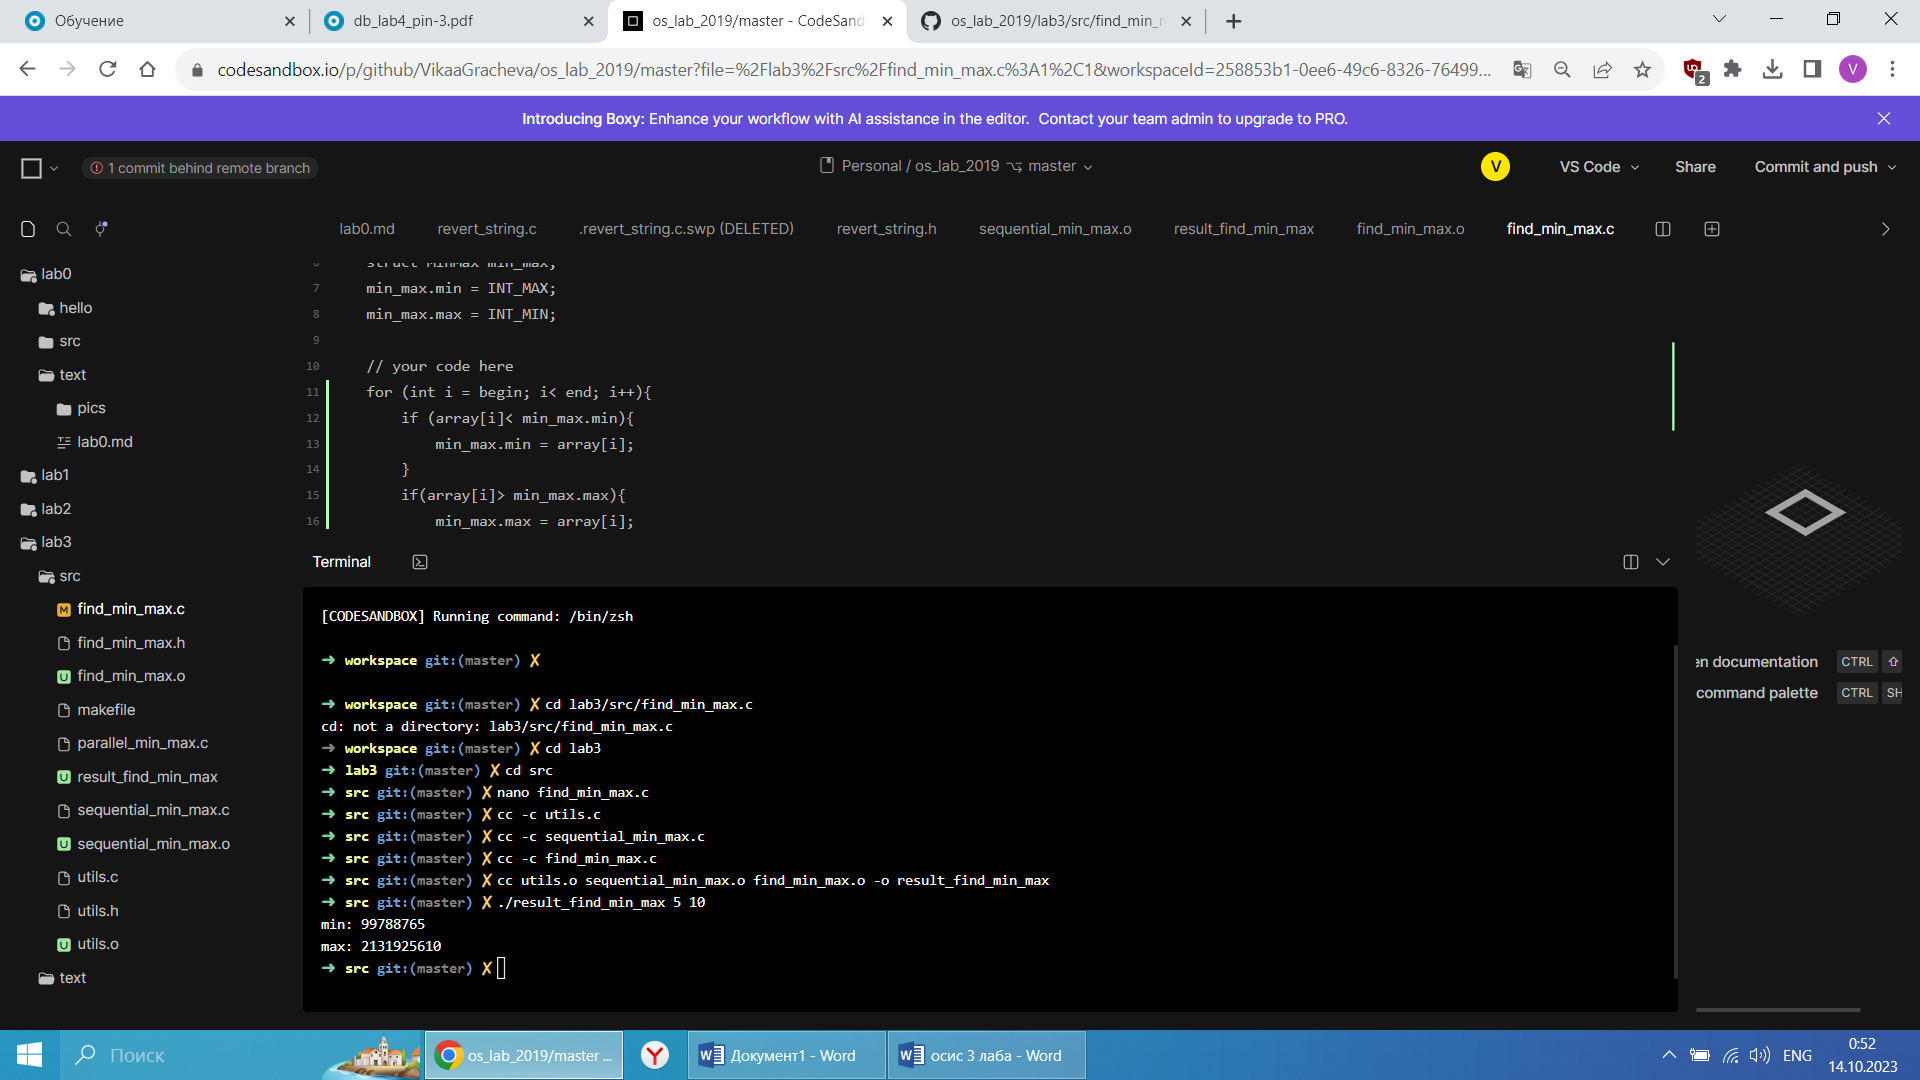 Обучение
db_lab4_pin-3.pdf
os_lab_2019/master - CodeSand
os_lab_2019/lab3/src/find_min_m
codesandbox.io/p/github/VikaaGracheva/os_lab_2019/master?file=%2Flab3%2Fsrc%2Ffind_min_max.c%3A1%2C1&workspaceId=258853b1-0ee6-49c6-8326-76499...
2
V
Introducing Boxy: Enhance your workflow with AI assistance in the editor. Contact your team admin to upgrade to PRO.
1 commit behind remote branch
Personal / os_lab_2019 master
V
VS Code
Share
Commit and push
lab0.md
revert_string.c
.revert_string.c.swp (DELETED)
revert_string.h
sequential_min_max.o
result_find_min_max
find_min_max.o
find_min_max.c
lab0
hello
src
text
pics
lab0.md
lab1
lab2
lab3
src
M find_min_max.c
find_min_max.h
U find_min_max.o
makefile
parallel_min_max.c
U result_find_min_max
sequential_min_max.c
U sequential_min_max.o
utils.c
utils.h
U utils.o
text
6 struct MinMax min_max;
7 min_max.min = INT_MAX;
8 min_max.max = INT_MIN;
9
10 // your code here
11 for (int i = begin; i< end; i++){
12 if (array[i]< min_max.min){
13 min_max.min = array[i];
14 }
15 if(array[i]> min_max.max){
16 min_max.max = array[i];
Terminal
[CODESANDBOX] Running command: /bin/zsh
➜ workspace git:(master) ✗
➜ workspace git:(master) ✗ cd lab3/src/find_min_max.c
cd: not a directory: lab3/src/find_min_max.c
➜ workspace git:(master) ✗ cd lab3
➜ lab3 git:(master) ✗ cd src
➜ src git:(master) ✗ nano find_min_max.c
➜ src git:(master) ✗ cc -c utils.c
➜ src git:(master) ✗ cc -c sequential_min_max.c
➜ src git:(master) ✗ cc -c find_min_max.c
➜ src git:(master) ✗ cc utils.o sequential_min_max.o find_min_max.o -o result_find_min_max
➜ src git:(master) ✗ ./result_find_min_max 5 10
min: 99788765
max: 2131925610
➜ src git:(master) ✗
en documentation CTRL ⇧
command palette CTRL SH
Поиск
os_lab_2019/master ...
Документ1 - Word
осис 3 лаба - Word
ENG
0:52
14.10.2023